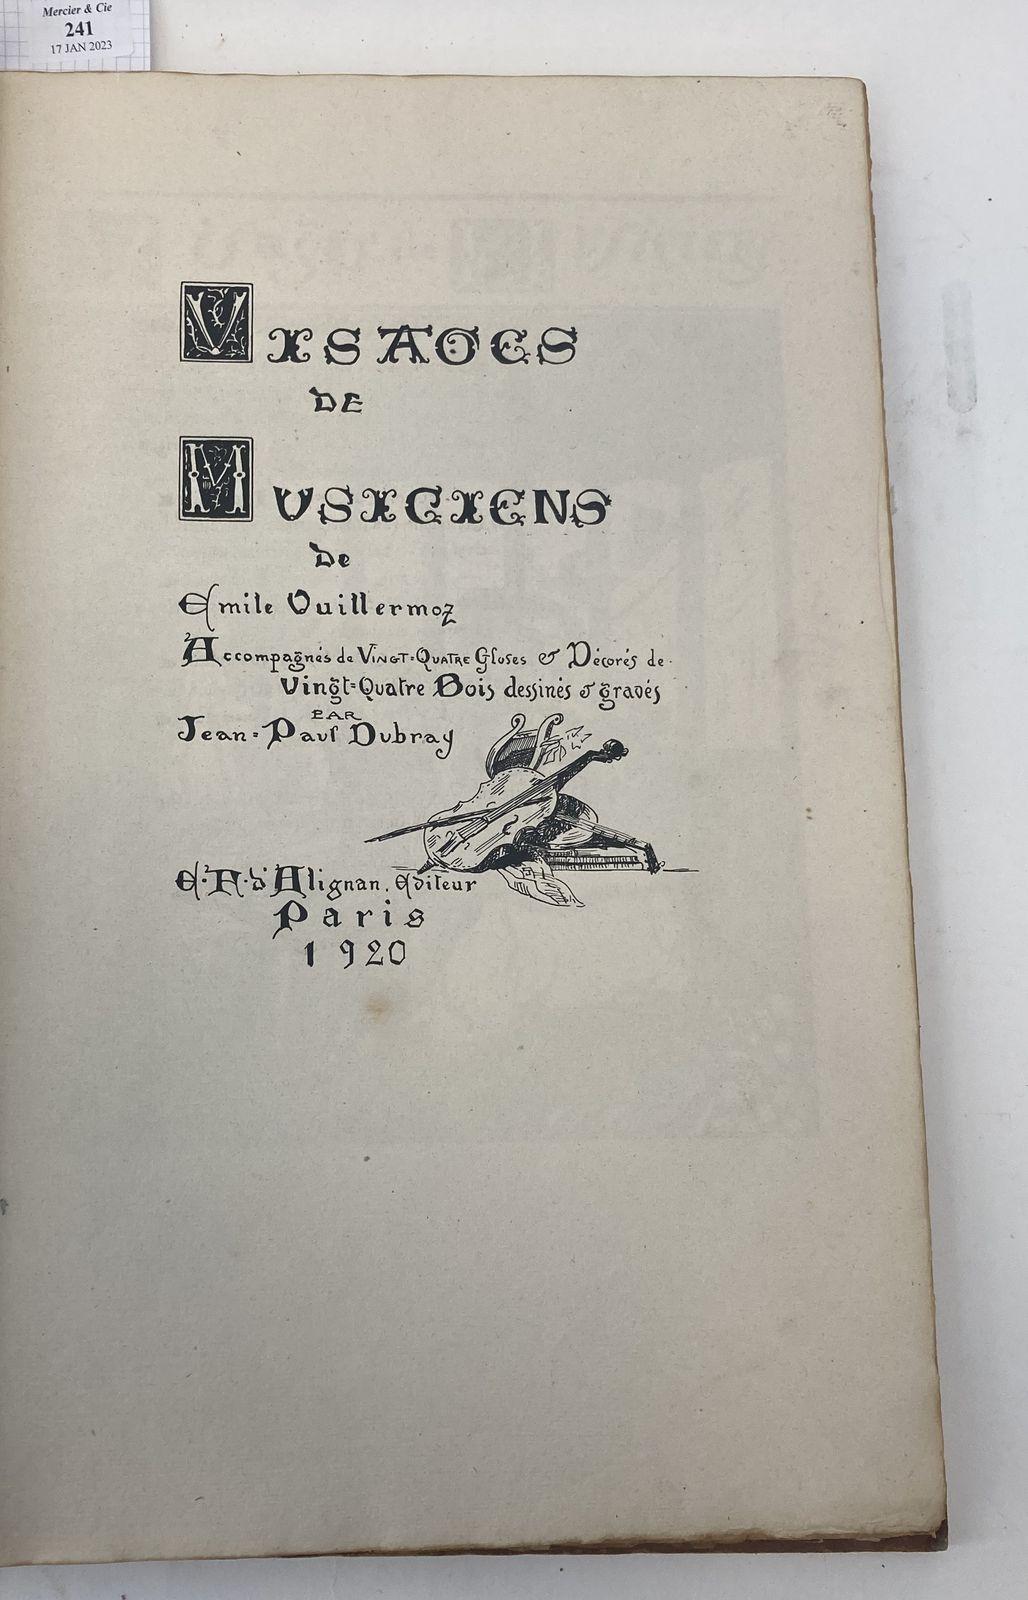 Mercier & Cie
241
17 JAN 2023
VISAGES
DE
MUSICIENS
de
Emile Vuillermoz
Accompagnés de VINGT=QUATRE Gloses & Décorés de
Vingt=Quatre Bois dessinés & gravés
PAR
Jean=Paul Dubray
E.P.d'Alignan. Editeur
Paris
1920